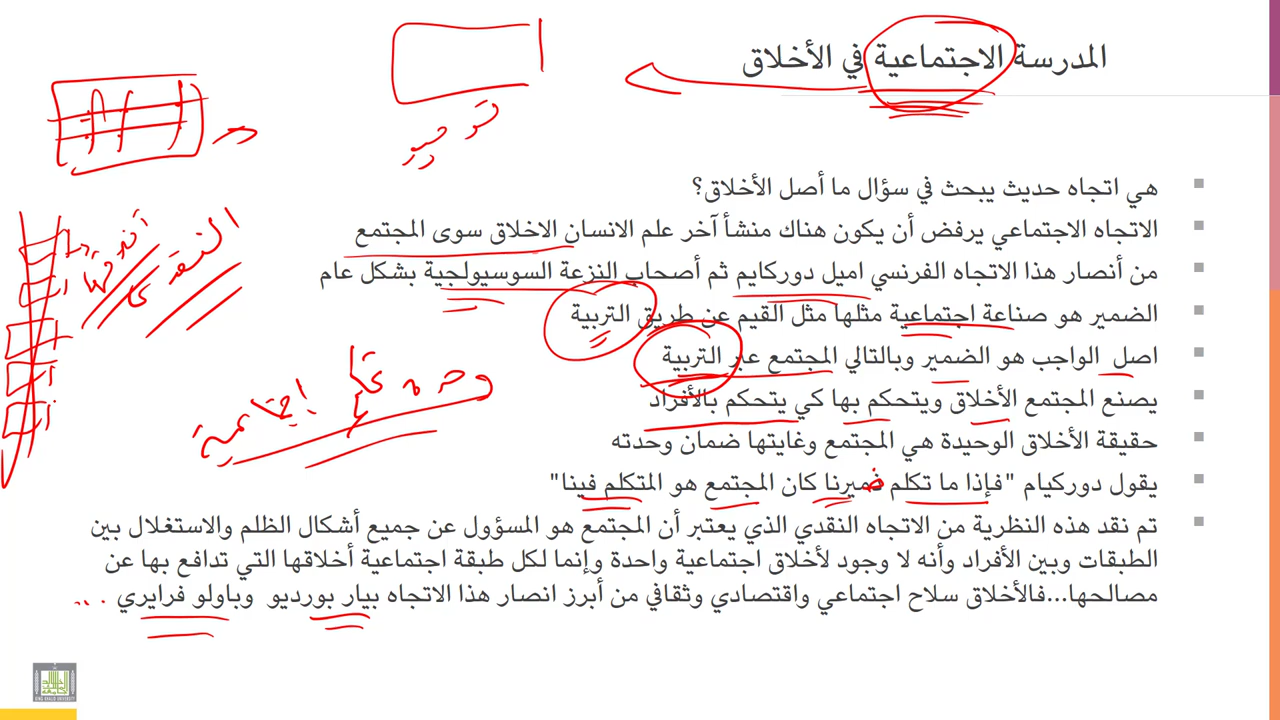 المدرسة الاجتماعية في الأخلاق
هي اتجاه حديث يبحث في سؤال ما أصل الأخلاق؟
الاتجاه الاجتماعي يرفض أن يكون هناك منشأ آخر علم الانسان الاخلاق سوى المجتمع
من أنصار هذا الاتجاه الفرنسي اميل دوركايم ثم أصحاب النزعة السوسيولجية بشكل عام
الضمير هو صناعة اجتماعية مثلها مثل القيم عن طريق التربية
اصل الواجب هو الضمير وبالتالي المجتمع عبر التربية
يصنع المجتمع الأخلاق ويتحكم بها كي يتحكم بالأفراد
حقيقة الأخلاق الوحيدة هي المجتمع وغايتها ضمان وحدته
يقول دوركيام "فإذا ما تكلم ضميرنا كان المجتمع هو المتكلم فينا"
تم نقد هذه النظرية من الاتجاه النقدي الذي يعتبر أن المجتمع هو المسؤول عن جميع أشكال الظلم والاستغلال بين
الطبقات وبين الأفراد وأنه لا وجود لأخلاق اجتماعية واحدة وإنما لكل طبقة اجتماعية أخلاقها التي تدافع بها عن
مصالحها...فالأخلاق سلاح اجتماعي واقتصادي وثقافي من أبرز انصار هذا الاتجاه بيار بورديو وباولو فرايري